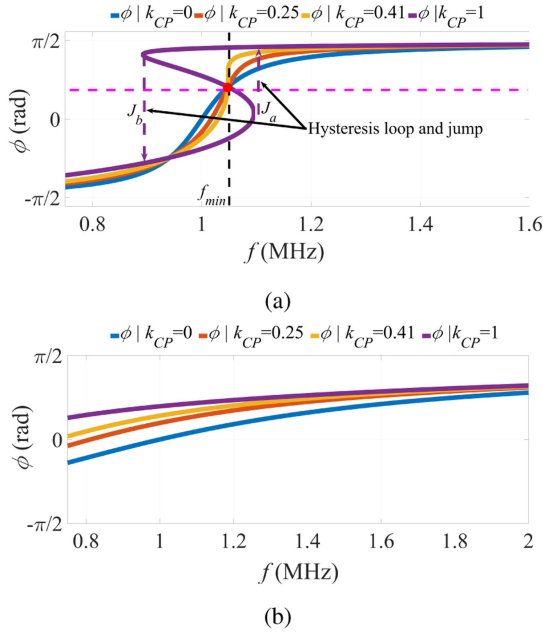 (a)
ϕ | k_CP=0 ϕ | k_CP=0.25 ϕ | k_CP=0.41 ϕ |k_CP=1
π/2
0
-π/2
ϕ (rad)
J_b
J_a
Hysteresis loop and jump
f_min
0.8 1 1.2 1.4 1.6
f (MHz)
(a)
ϕ | k_CP=0 ϕ | k_CP=0.25 ϕ | k_CP=0.41 ϕ |k_CP=1
π/2
0
-π/2
ϕ (rad)
0.8 1 1.2 1.4 1.6 1.8 2
f (MHz)
(b)